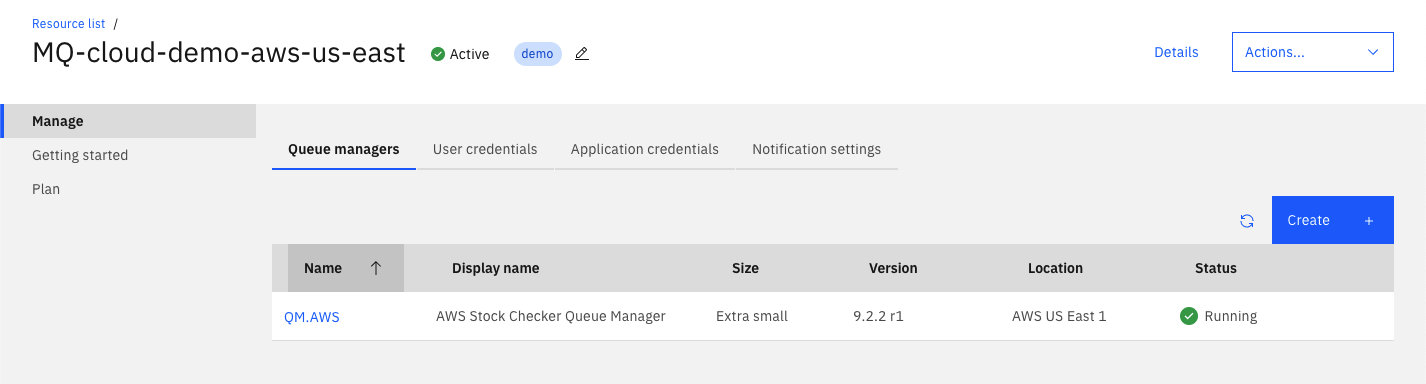 Resource list /
MQ-cloud-demo-aws-us-east Active demo Details Actions...
Manage
Getting started
Plan
Queue managers User credentials Application credentials Notification settings
Create +
Name Display name Size Version Location Status
QM.AWS AWS Stock Checker Queue Manager Extra small 9.2.2 r1 AWS US East 1 Running